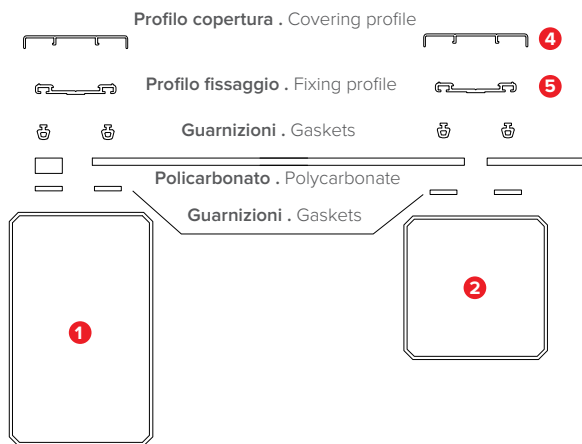 Profilo copertura . Covering profile
4
Profilo fissaggio . Fixing profile
5
Guarnizioni . Gaskets
Policarbonato . Polycarbonate
Guarnizioni . Gaskets
1
2